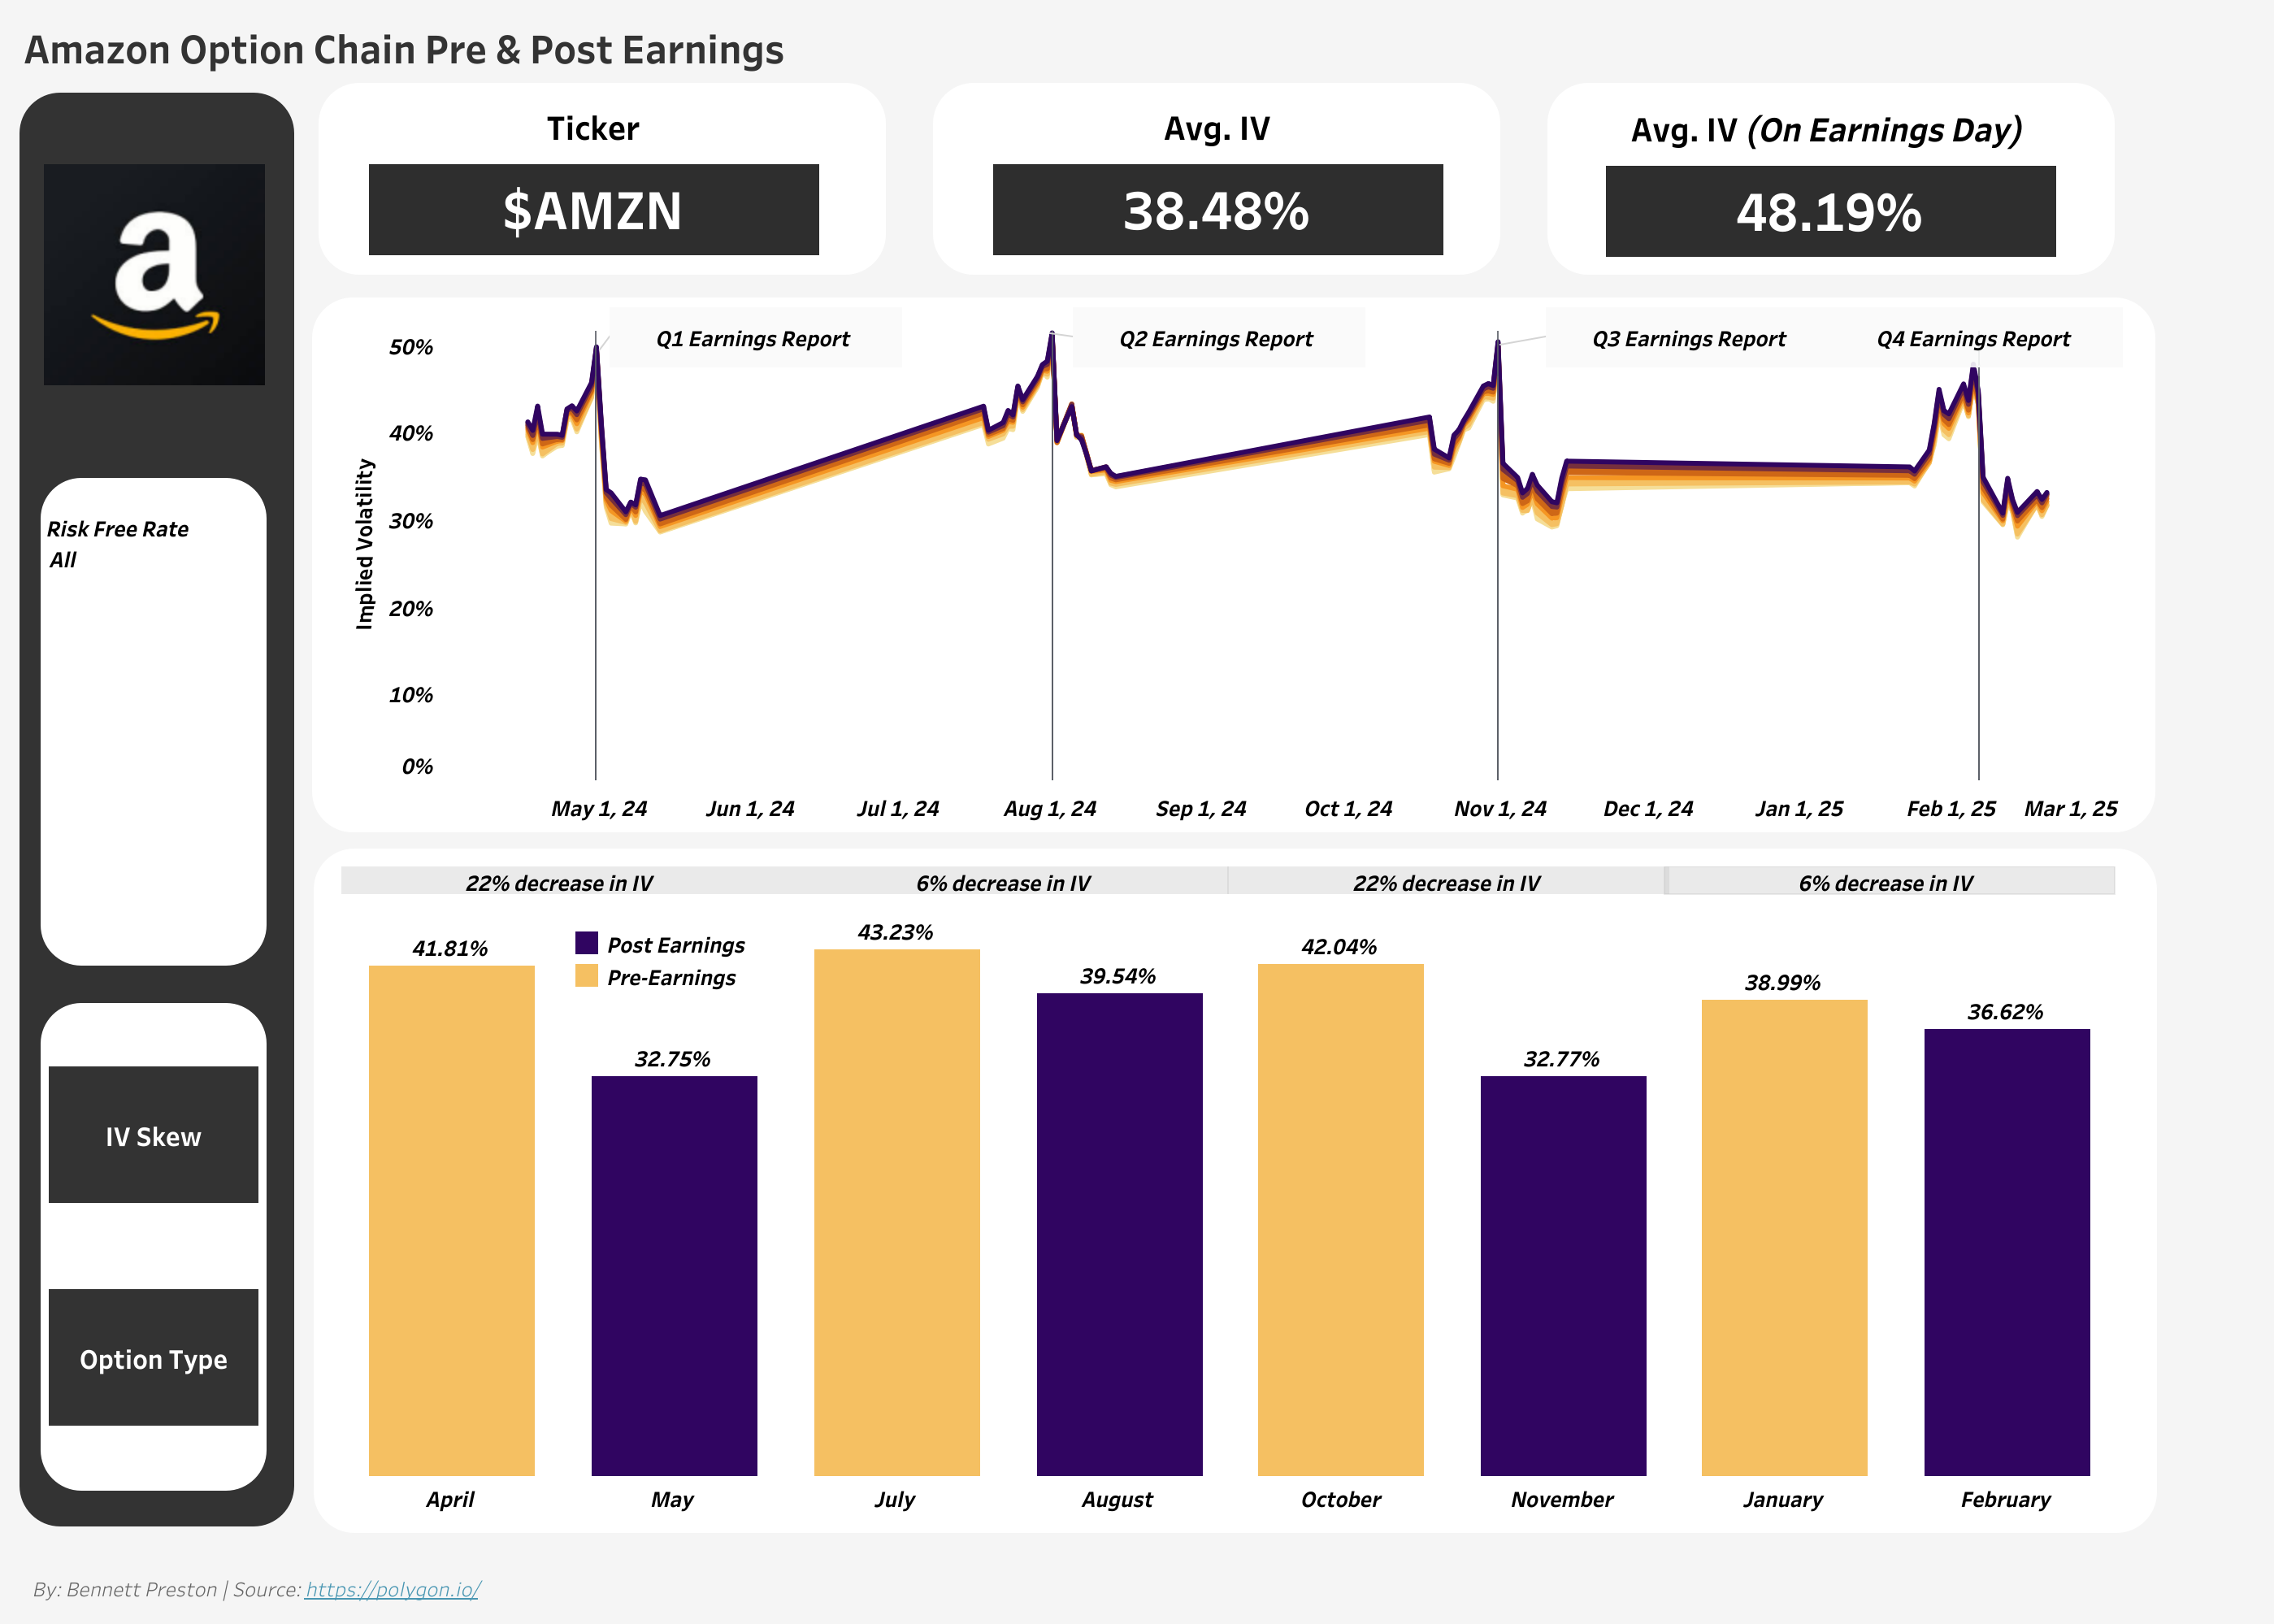 Amazon Option Chain Pre & Post Earnings
Ticker
$AMZN
Avg. IV
38.48%
Avg. IV (On Earnings Day)
48.19%
a
Risk Free Rate
All
IV Skew
Option Type
Q1 Earnings Report
Q2 Earnings Report
Q3 Earnings Report
Q4 Earnings Report
Implied Volatility
50%
40%
30%
20%
10%
0%
May 1, 24
Jun 1, 24
Jul 1, 24
Aug 1, 24
Sep 1, 24
Oct 1, 24
Nov 1, 24
Dec 1, 24
Jan 1, 25
Feb 1, 25
Mar 1, 25
22% decrease in IV
6% decrease in IV
22% decrease in IV
6% decrease in IV
Post Earnings
Pre-Earnings
41.81%
32.75%
43.23%
39.54%
42.04%
32.77%
38.99%
36.62%
April
May
July
August
October
November
January
February
By: Bennett Preston | Source: https://polygon.io/